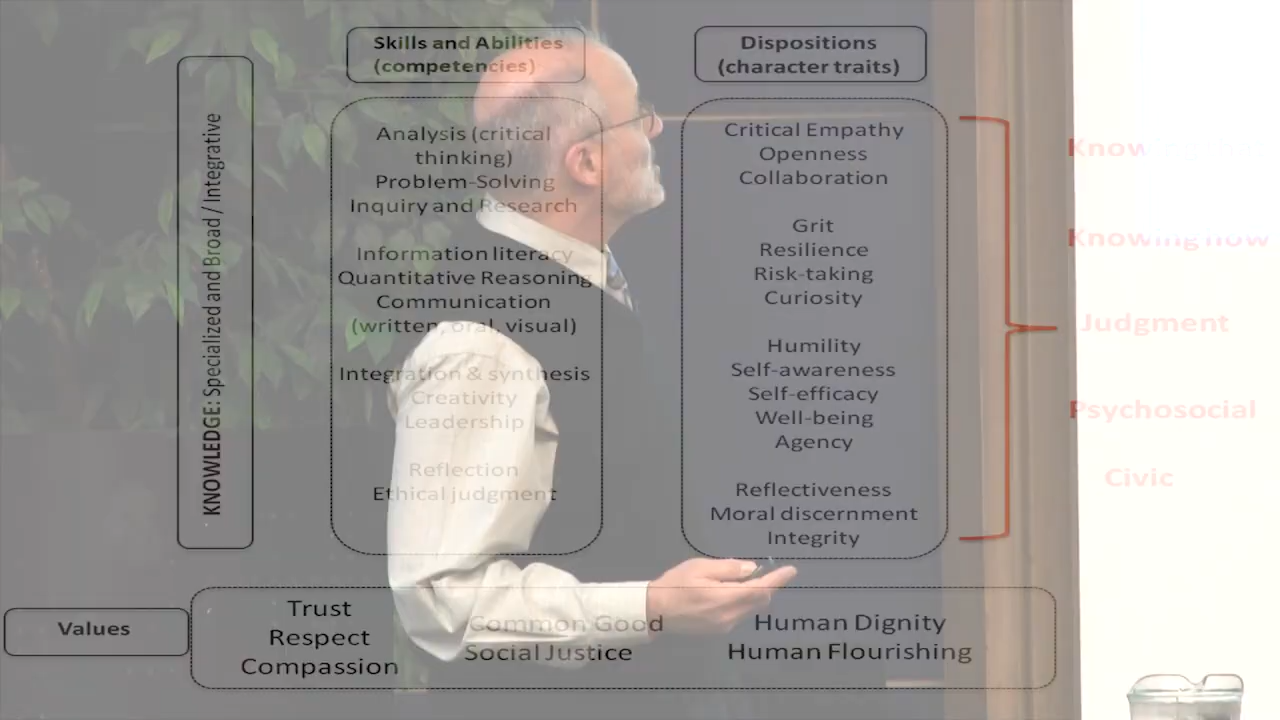 Skills and Abilities
(competencies)
Dispositions
(character traits)
KNOWLEDGE: Specialized and Broad / Integrative
Analysis (critical
thinking)
Problem-Solving
Inquiry and Research
Information literacy
Quantitative Reasoning
Communication
(written, oral, visual)
Integration & synthesis
Creativity
Leadership
Reflection
Ethical judgment
Critical Empathy
Openness
Collaboration
Grit
Resilience
Risk-taking
Curiosity
Humility
Self-awareness
Self-efficacy
Well-being
Agency
Reflectiveness
Moral discernment
Integrity
Knowing
Knowing how
Judgment
Psychosocial
Civic
Values
Trust
Respect
Compassion
Common Good
Social Justice
Human Dignity
Human Flourishing